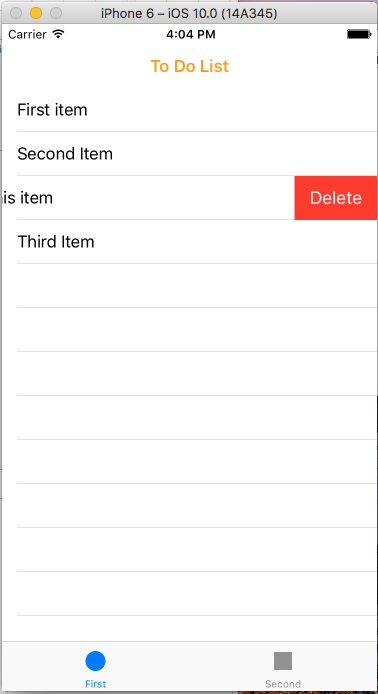 iPhone 6 – iOS 10.0 (14A345)
Carrier 4:04 PM
To Do List
First item
Second Item
is item Delete
Third Item
First Second